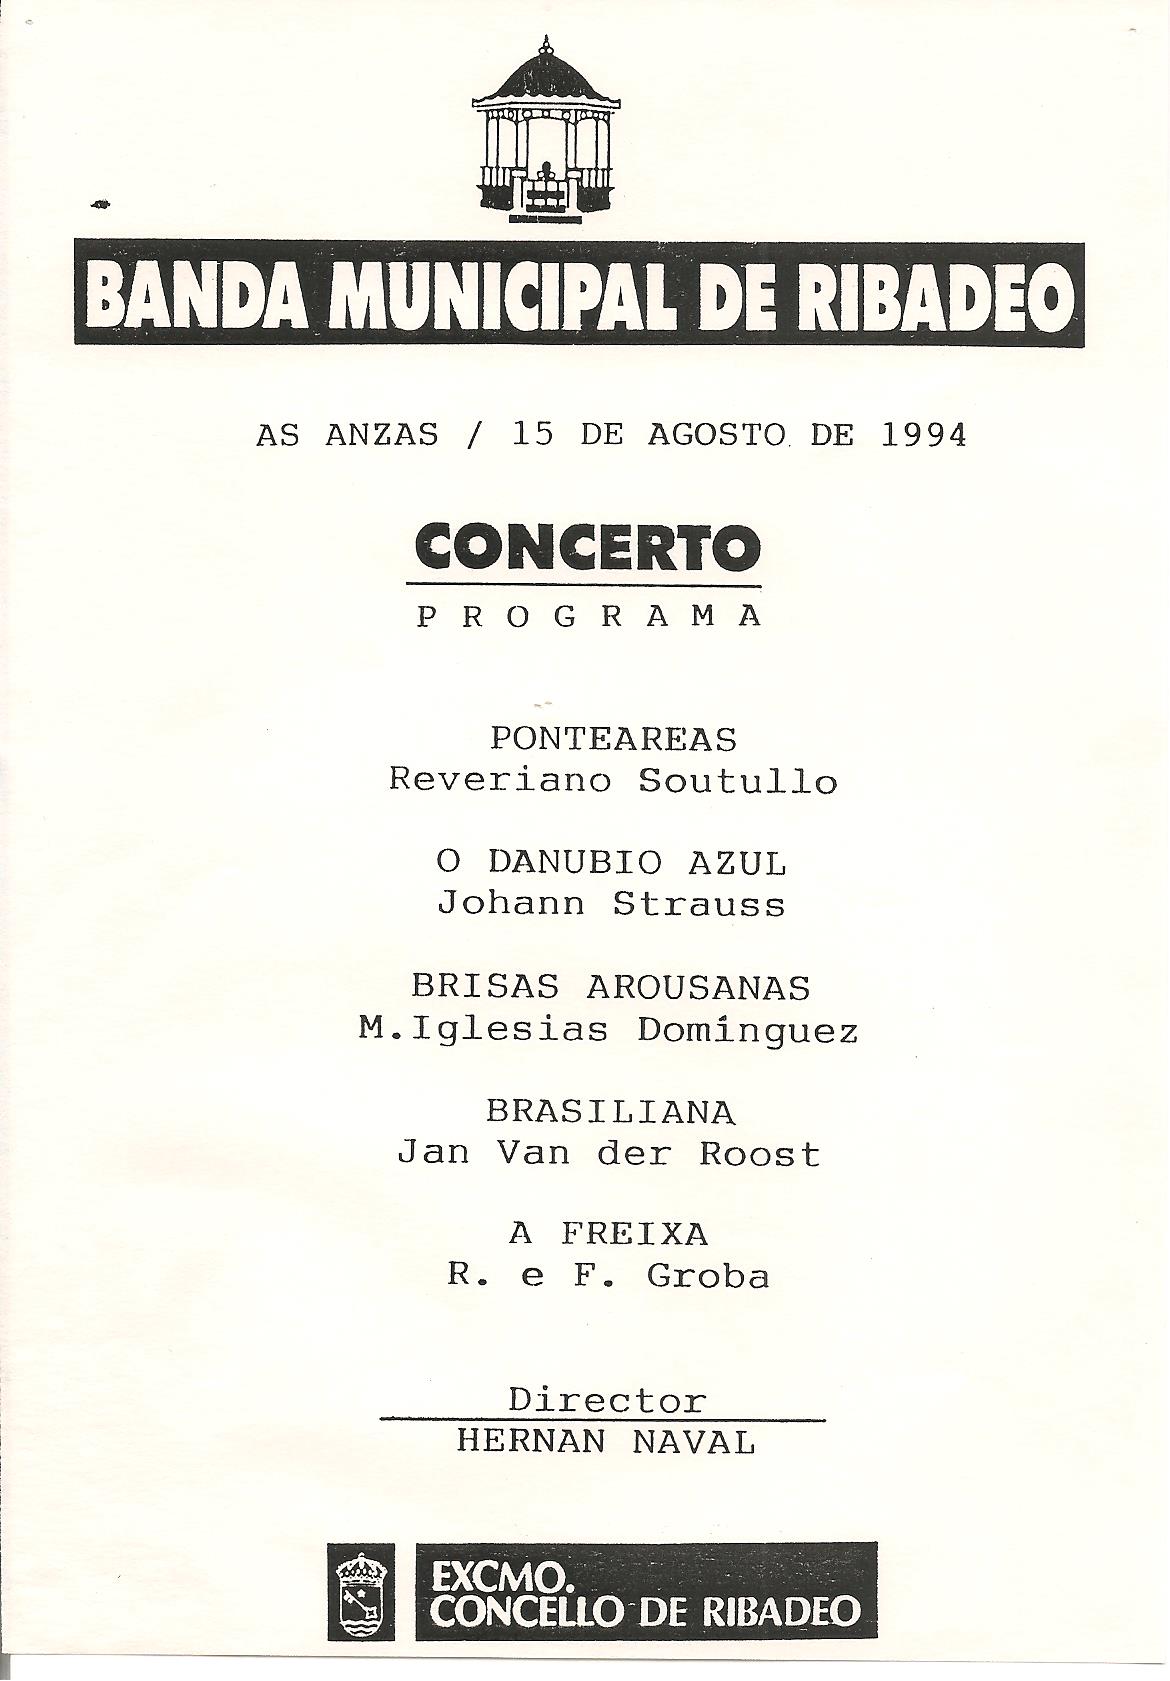 BANDA MUNICIPAL DE RIBADEO
AS ANZAS / 15 DE AGOSTO DE 1994
CONCERTO
PROGRAMA
PONTEAREAS
Reveriano Soutullo
O DANUBIO AZUL
Johann Strauss
BRISAS AROUSANAS
M.Iglesias Domínguez
BRASILIANA
Jan Van der Roost
A FREIXA
R. e F. Groba
Director
HERNAN NAVAL
EXCMO.
CONCELLO DE RIBADEO